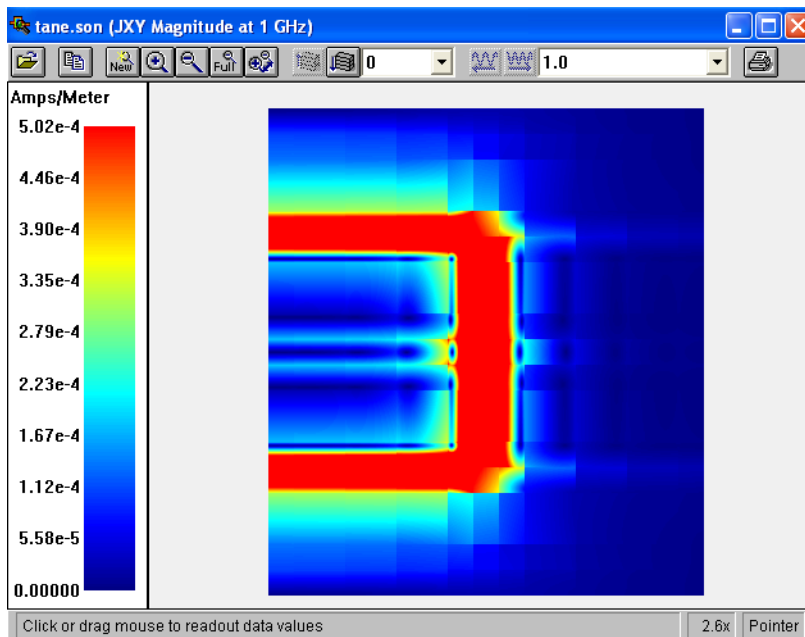 tane.son (JXY Magnitude at 1 GHz)
New Full 0 1.0
Amps/Meter
5.02e-4
4.46e-4
3.90e-4
3.35e-4
2.79e-4
2.23e-4
1.67e-4
1.12e-4
5.58e-5
0.00000
Click or drag mouse to readout data values 2.6x Pointer